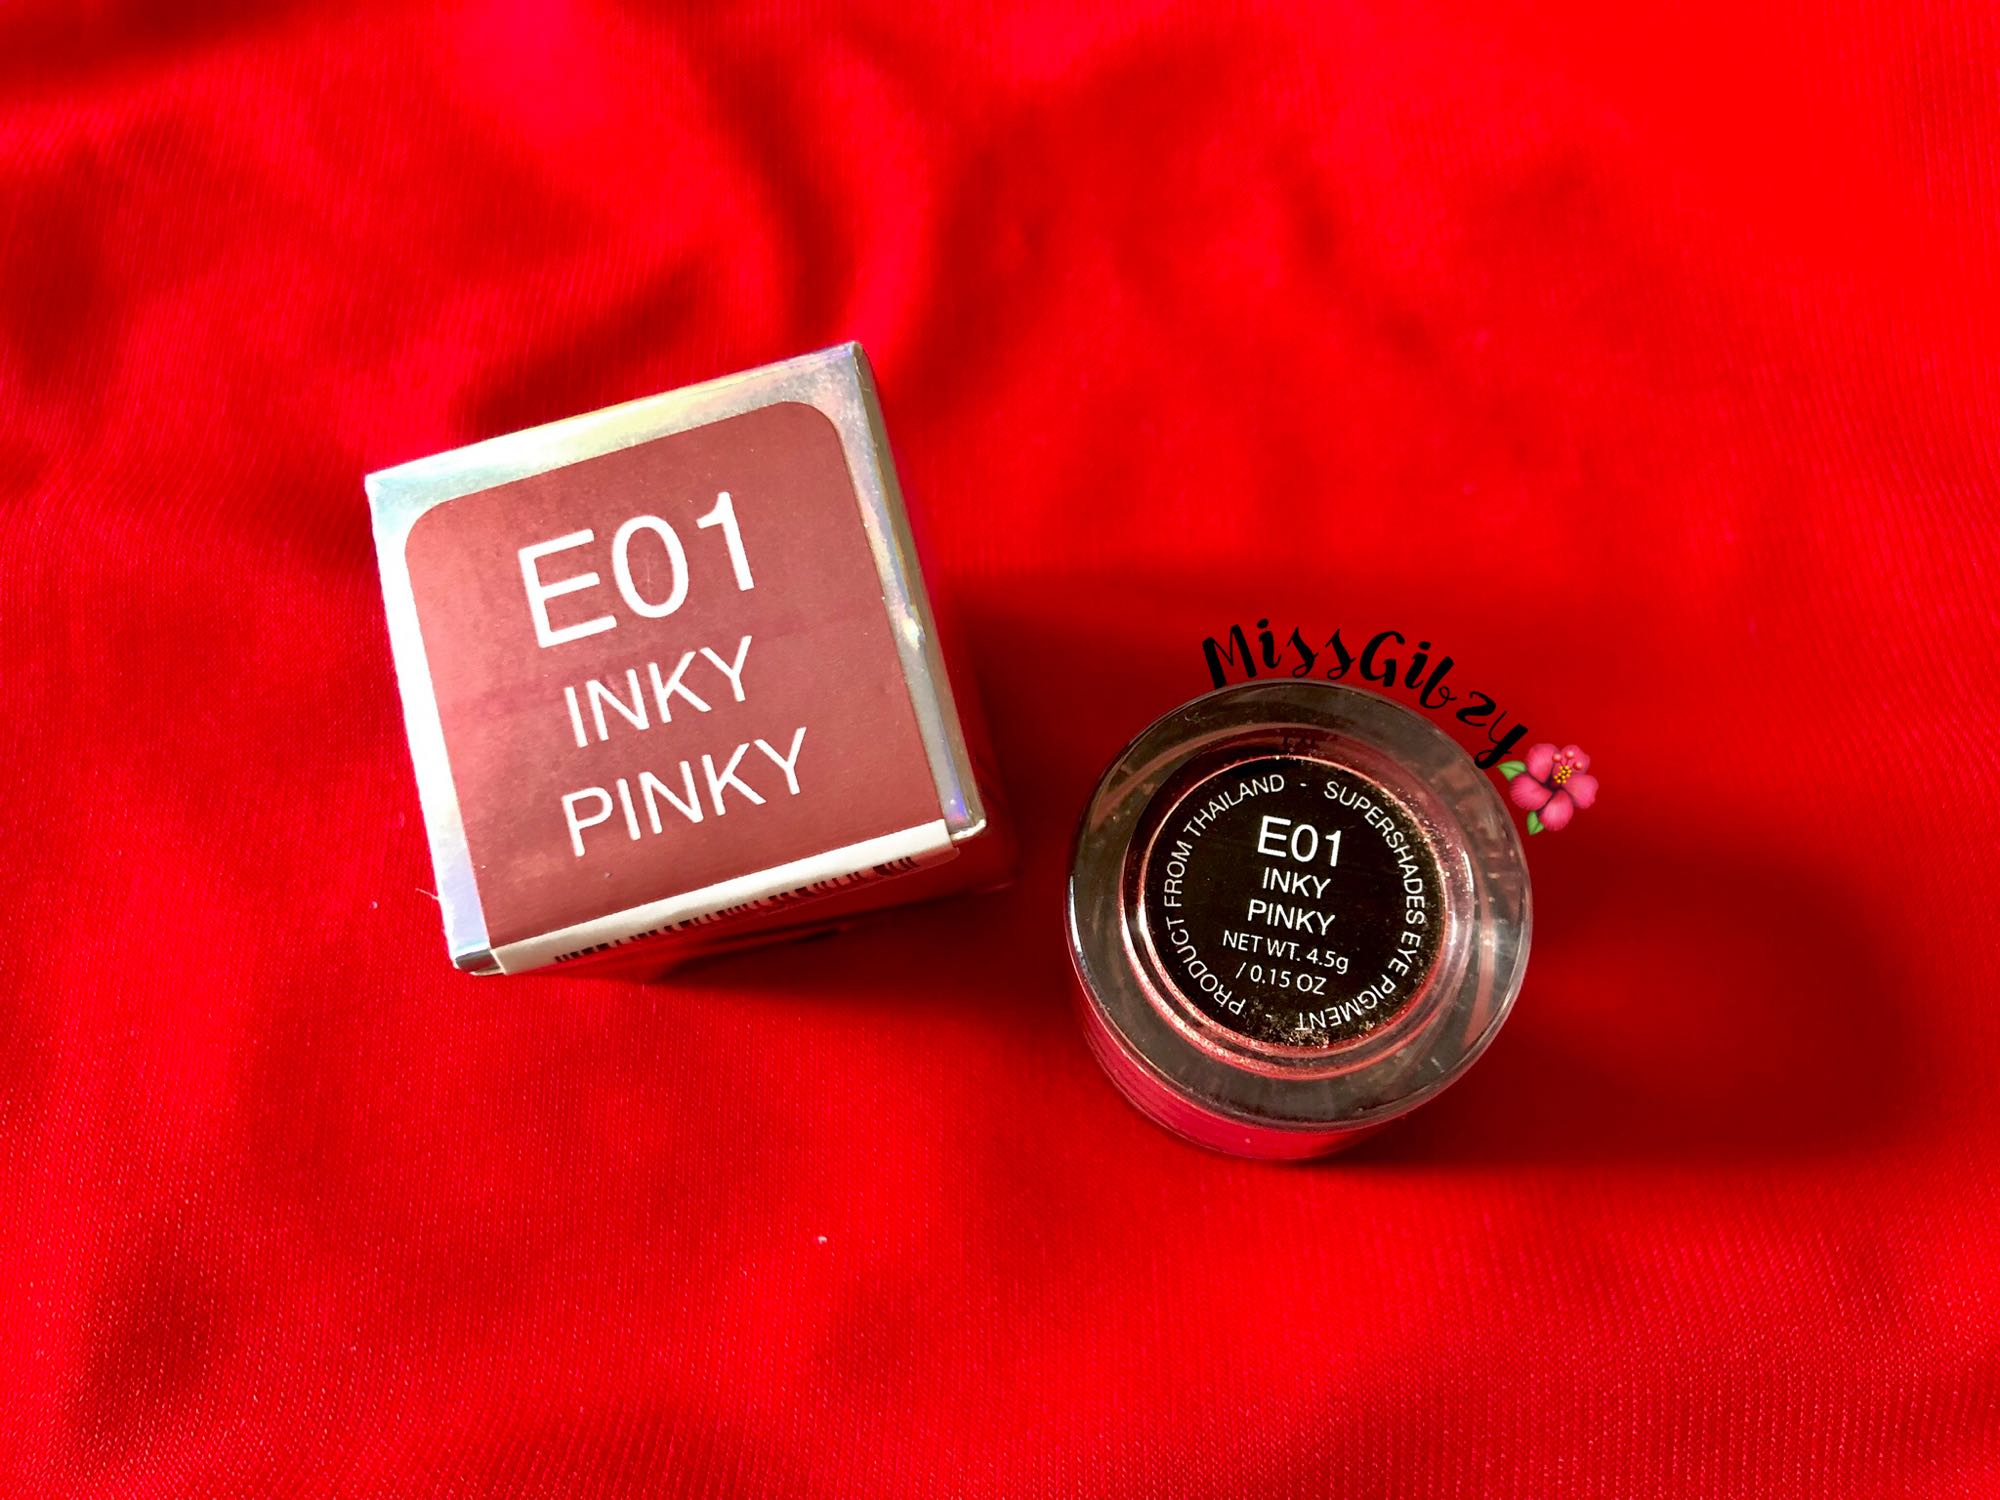 E01
INKY
PINKY
MissGibzy
PRODUCT FROM THAILAND - SUPERSHADES EYE PIGMENT -
E01
INKY
PINKY
NET WT. 4.5g
/ 0.15 OZ